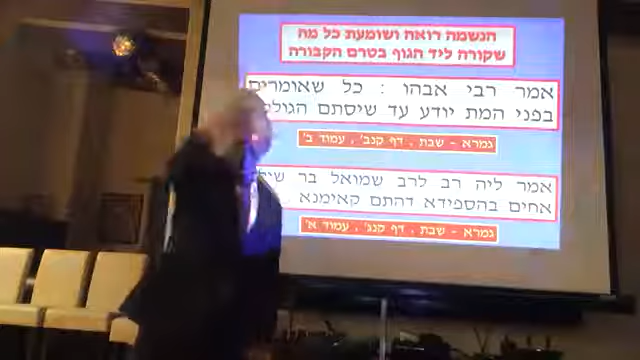 הנשמה רואה ושומעת כל מה
שקורה ליד הגוף בטרם הקבורה
אמר רבי אבהו : כל שאומרים
בפני המת יודע עד שיסתם
גמרא - שבת , דף קנב' , עמוד ב'
אמר ליה רב לרב שמואל בר
אחים בהספידא דהתם קאימנא
גמרא - שבת , דף קנג' , עמוד א'